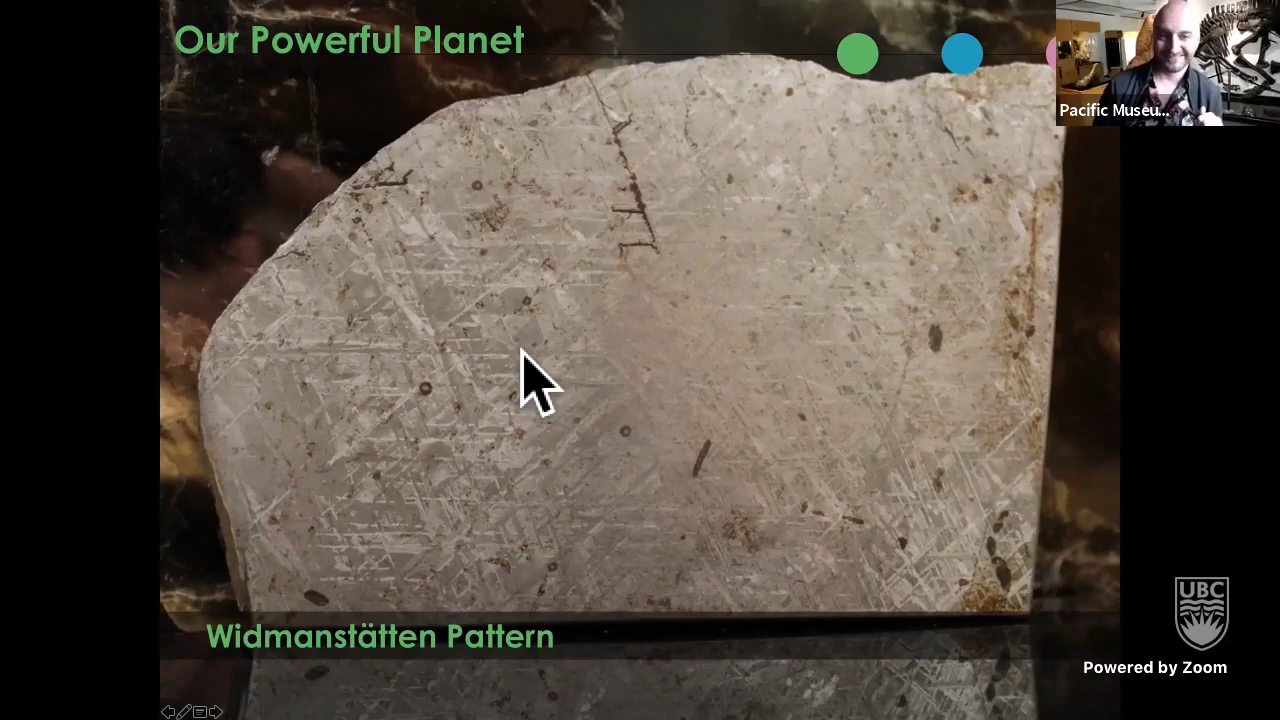 Our Powerful Planet
Pacific Museu...
Widmanstätten Pattern
UBC
Powered by Zoom